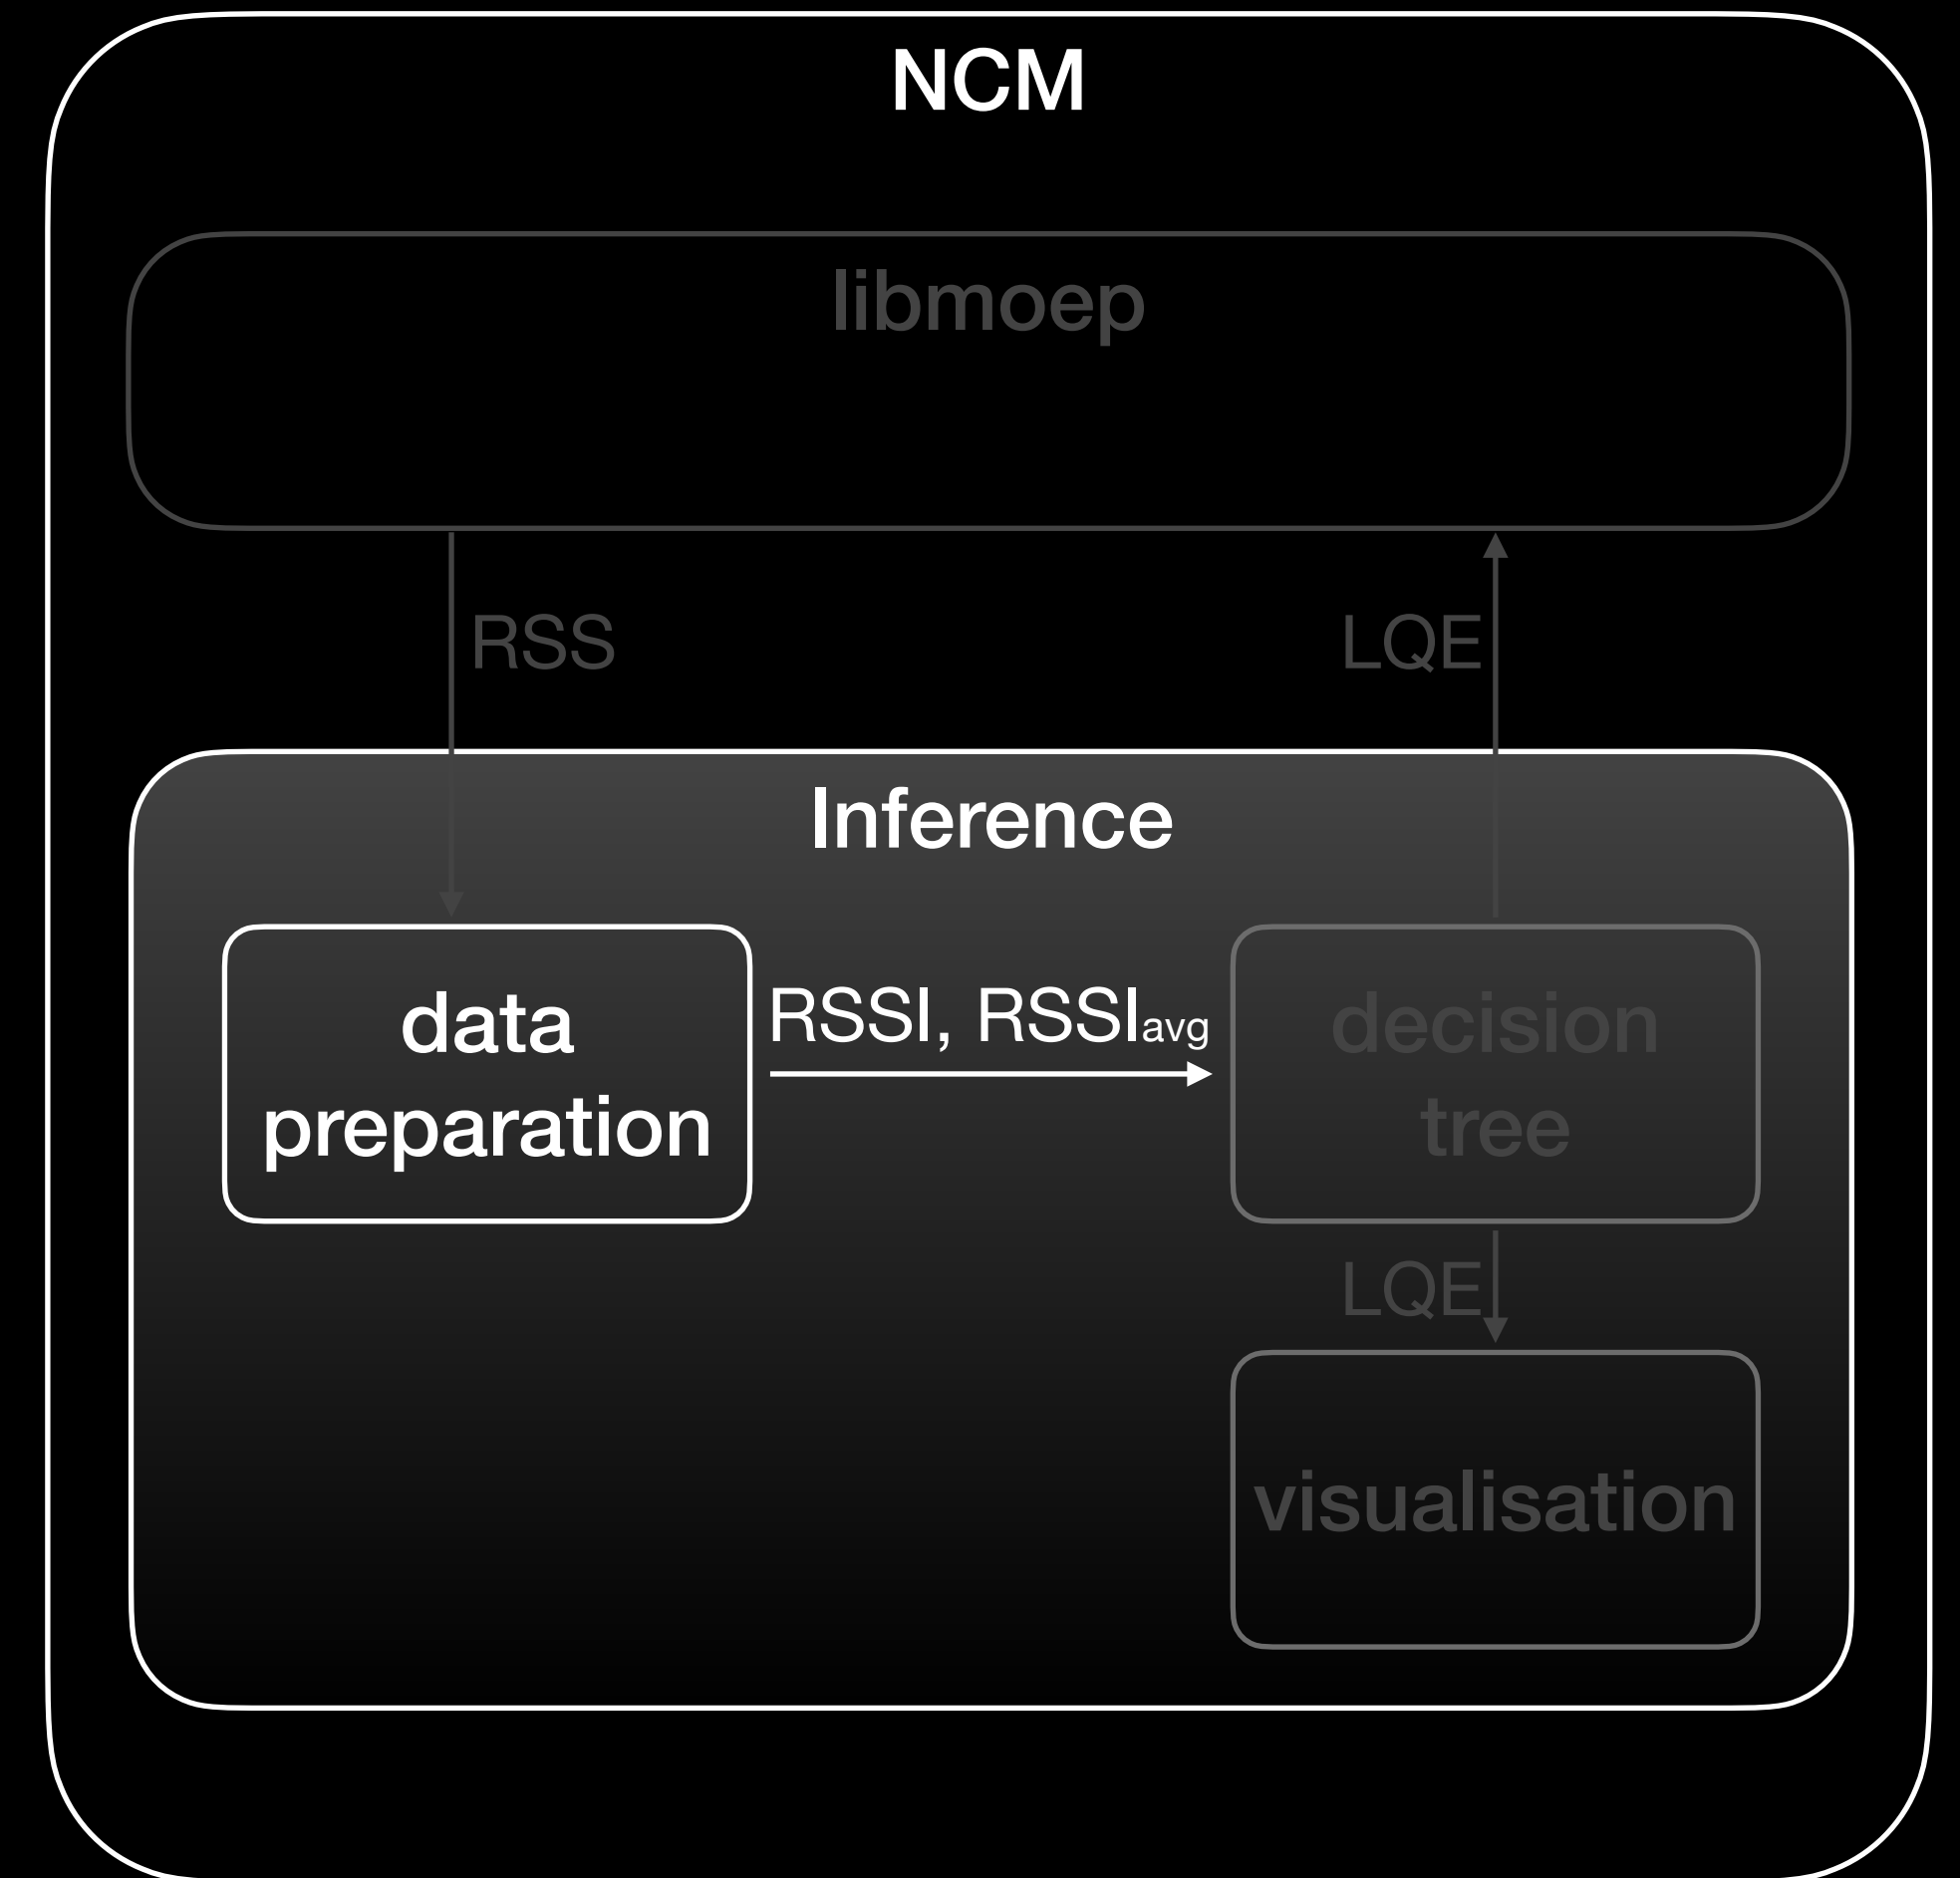 NCM
libmoep
RSS
LQE
Inference
data
preparation
RSSI, RSSIavg
decision
tree
LQE
visualisation